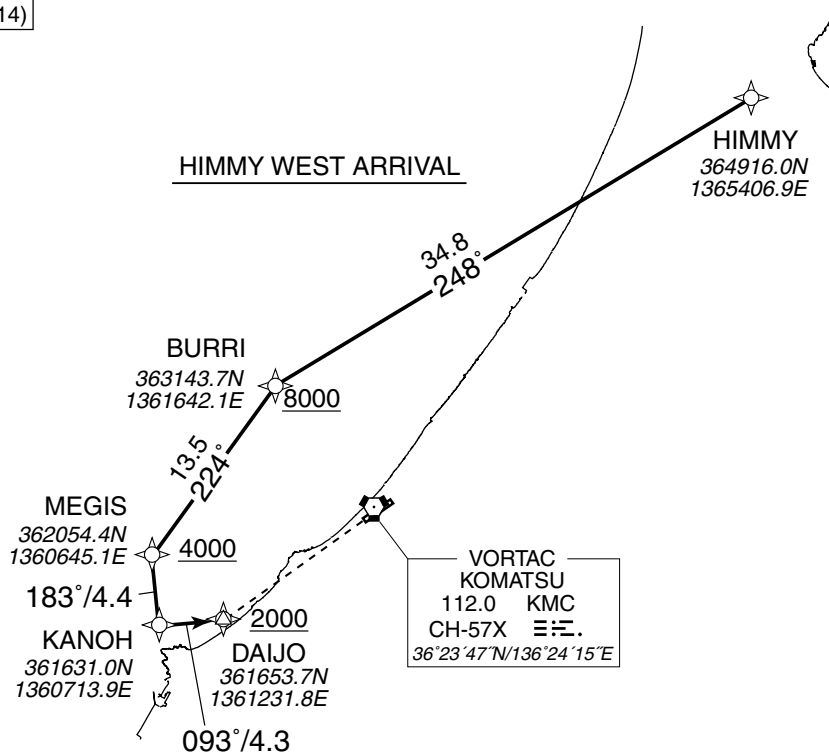 14)
HIMMY WEST ARRIVAL
HIMMY
364916.0N
1365406.9E
34.8
248°
BURRI
363143.7N
1361642.1E
8000
13.5
224°
MEGIS
362054.4N
1360645.1E
4000
183°/4.4
KANOH
361631.0N
1360713.9E
2000
DAIJO
361653.7N
1361231.8E
093°/4.3
VORTAC
KOMATSU
112.0 KMC
CH-57X
36°23´47˝N/136°24´15˝E